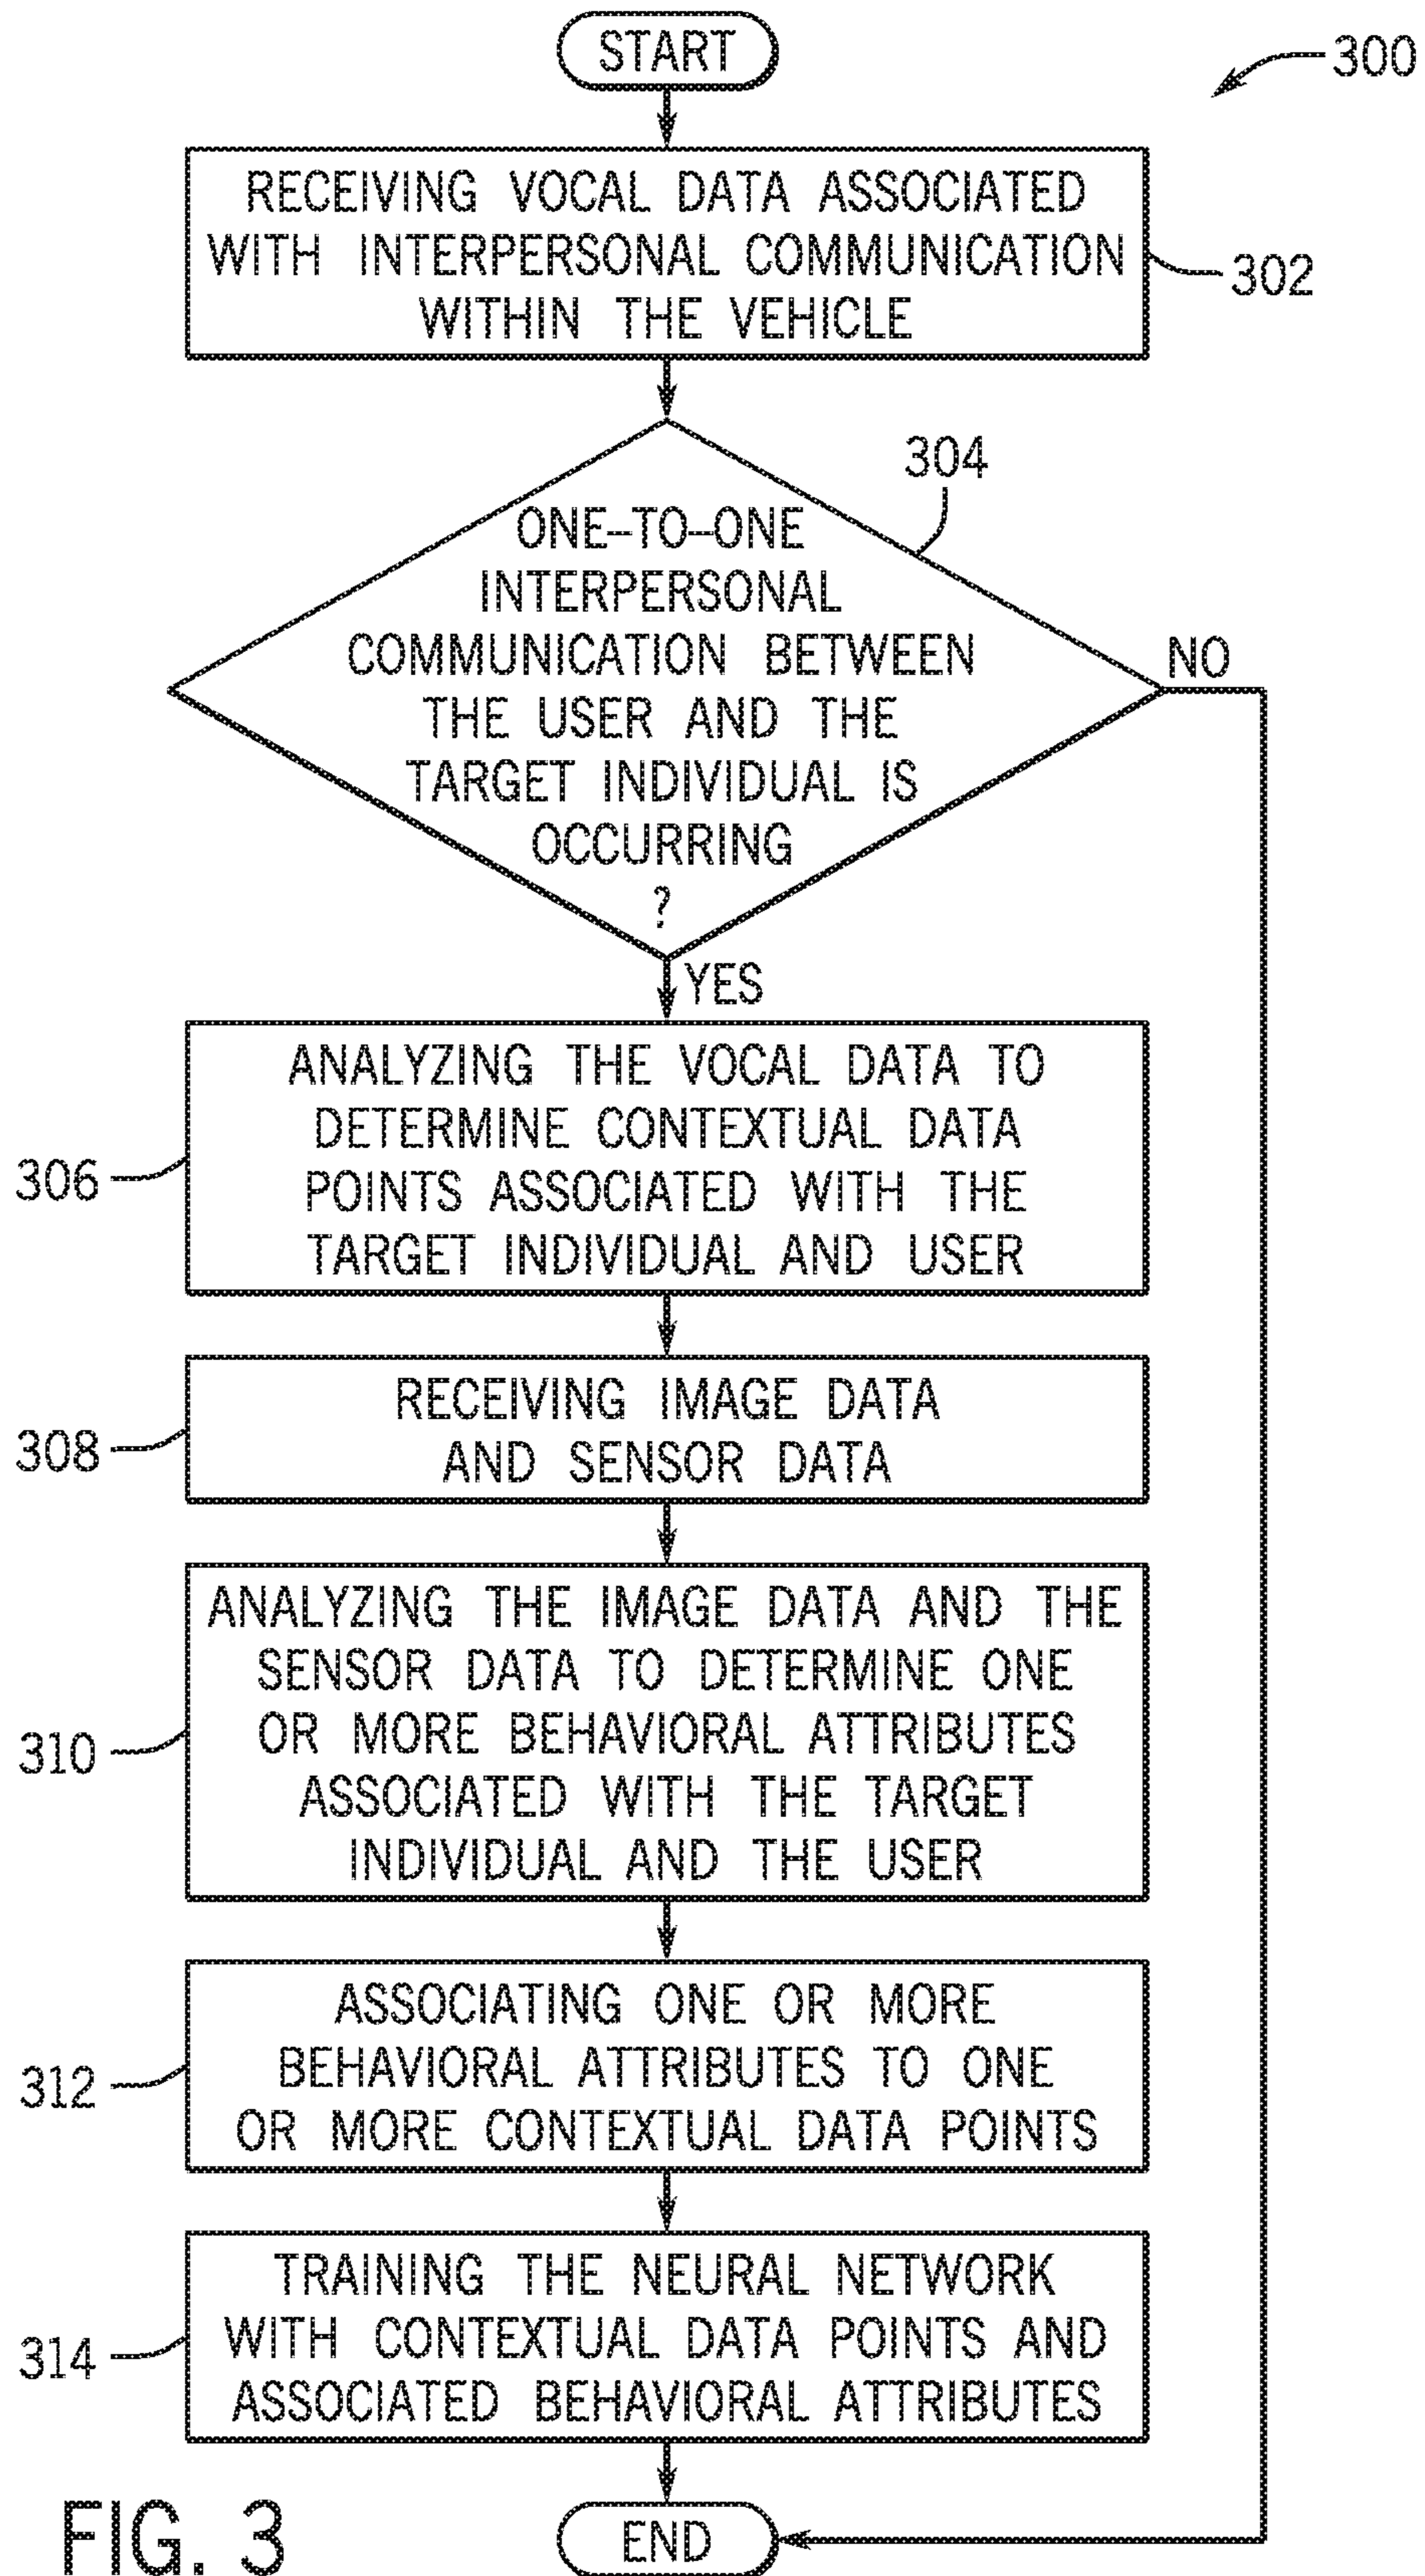 START
300
RECEIVING VOCAL DATA ASSOCIATED
WITH INTERPERSONAL COMMUNICATION
WITHIN THE VEHICLE
302
304
ONE-TO-ONE
INTERPERSONAL
COMMUNICATION BETWEEN
THE USER AND THE
TARGET INDIVIDUAL IS
OCCURRING
?
NO
YES
ANALYZING THE VOCAL DATA TO
DETERMINE CONTEXTUAL DATA
POINTS ASSOCIATED WITH THE
TARGET INDIVIDUAL AND USER
306
RECEIVING IMAGE DATA
AND SENSOR DATA
308
ANALYZING THE IMAGE DATA AND THE
SENSOR DATA TO DETERMINE ONE
OR MORE BEHAVIORAL ATTRIBUTES
ASSOCIATED WITH THE TARGET
INDIVIDUAL AND THE USER
310
ASSOCIATING ONE OR MORE
BEHAVIORAL ATTRIBUTES TO ONE
OR MORE CONTEXTUAL DATA POINTS
312
TRAINING THE NEURAL NETWORK
WITH CONTEXTUAL DATA POINTS AND
ASSOCIATED BEHAVIORAL ATTRIBUTES
314
END
FIG. 3